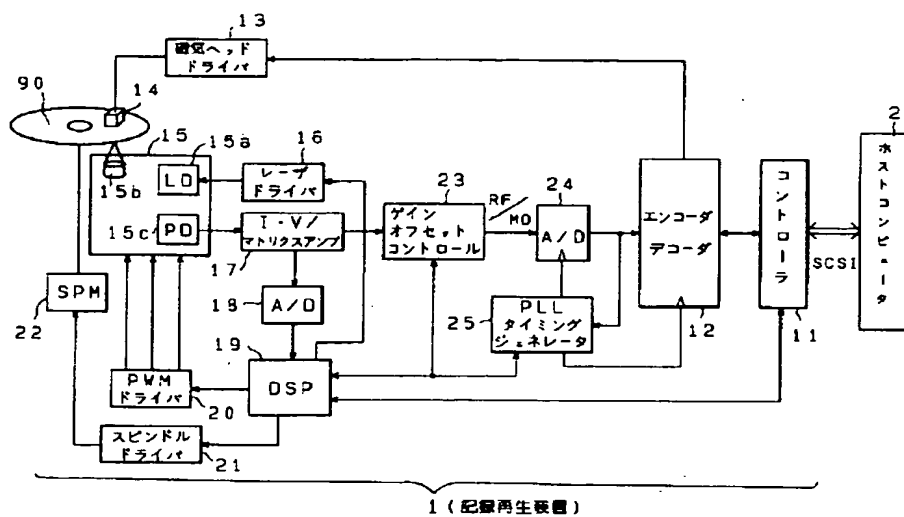 13
磁気ヘッド
ドライバ
90
14
15
15a
16
2
LD
レーザ
ドライバ
15b
23
ゲイン
オフセット
コントロール
RF/
MO
24
A/D
エンコーダ
デコーダ
コントローラ
SCSI
ホストコンピュータ
15c
PD
I・V/
マトリクスアンプ
17
22
SPM
18
A/D
25
PLL
タイミング
ジェネレータ
12
11
19
DSP
PWM
ドライバ
20
スピンドル
ドライバ
21
1(記録再生装置)